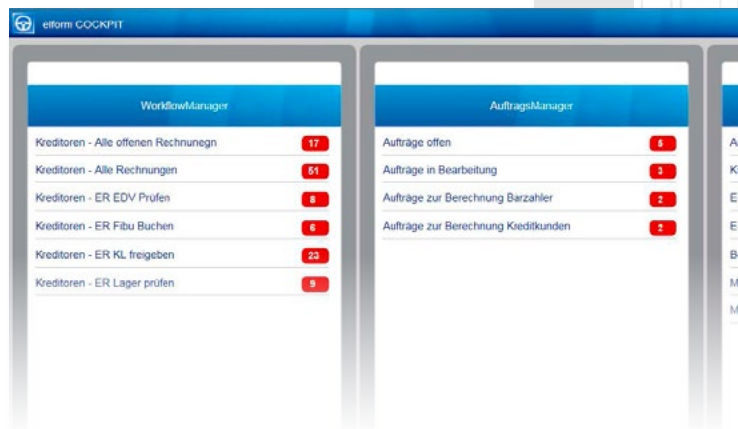 elform COCKPIT
WorkflowManager
Kreditoren - Alle offenen Rechnunegn 17
Kreditoren - Alle Rechnungen 51
Kreditoren - ER EDV Prüfen 8
Kreditoren - ER Fibu Buchen 6
Kreditoren - ER KL freigeben 23
Kreditoren - ER Lager prüfen 9
AuftragsManager
Aufträge offen 5
Aufträge in Bearbeitung 3
Aufträge zur Berechnung Barzahler 2
Aufträge zur Berechnung Kreditkunden 2